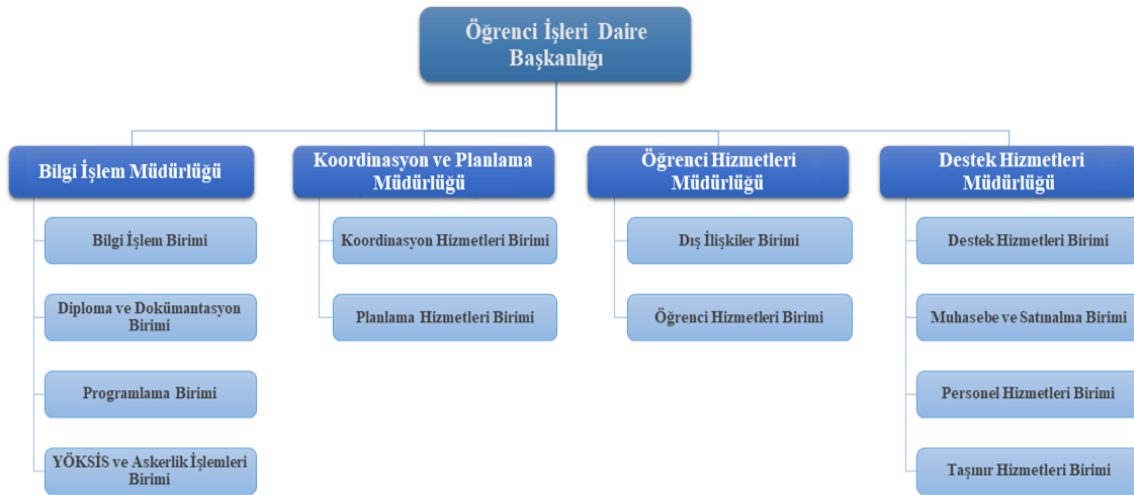 Öğrenci İşleri Daire
Başkanlığı
Bilgi İşlem Müdürlüğü
Bilgi İşlem Birimi
Diploma ve Dokümantasyon
Birimi
Programlama Birimi
YÖKSİS ve Askerlik İşlemleri
Birimi
Koordinasyon ve Planlama
Müdürlüğü
Koordinasyon Hizmetleri Birimi
Planlama Hizmetleri Birimi
Öğrenci Hizmetleri
Müdürlüğü
Dış İlişkiler Birimi
Öğrenci Hizmetleri Birimi
Destek Hizmetleri
Müdürlüğü
Destek Hizmetleri Birimi
Muhasebe ve Satınalma Birimi
Personel Hizmetleri Birimi
Taşınır Hizmetleri Birimi